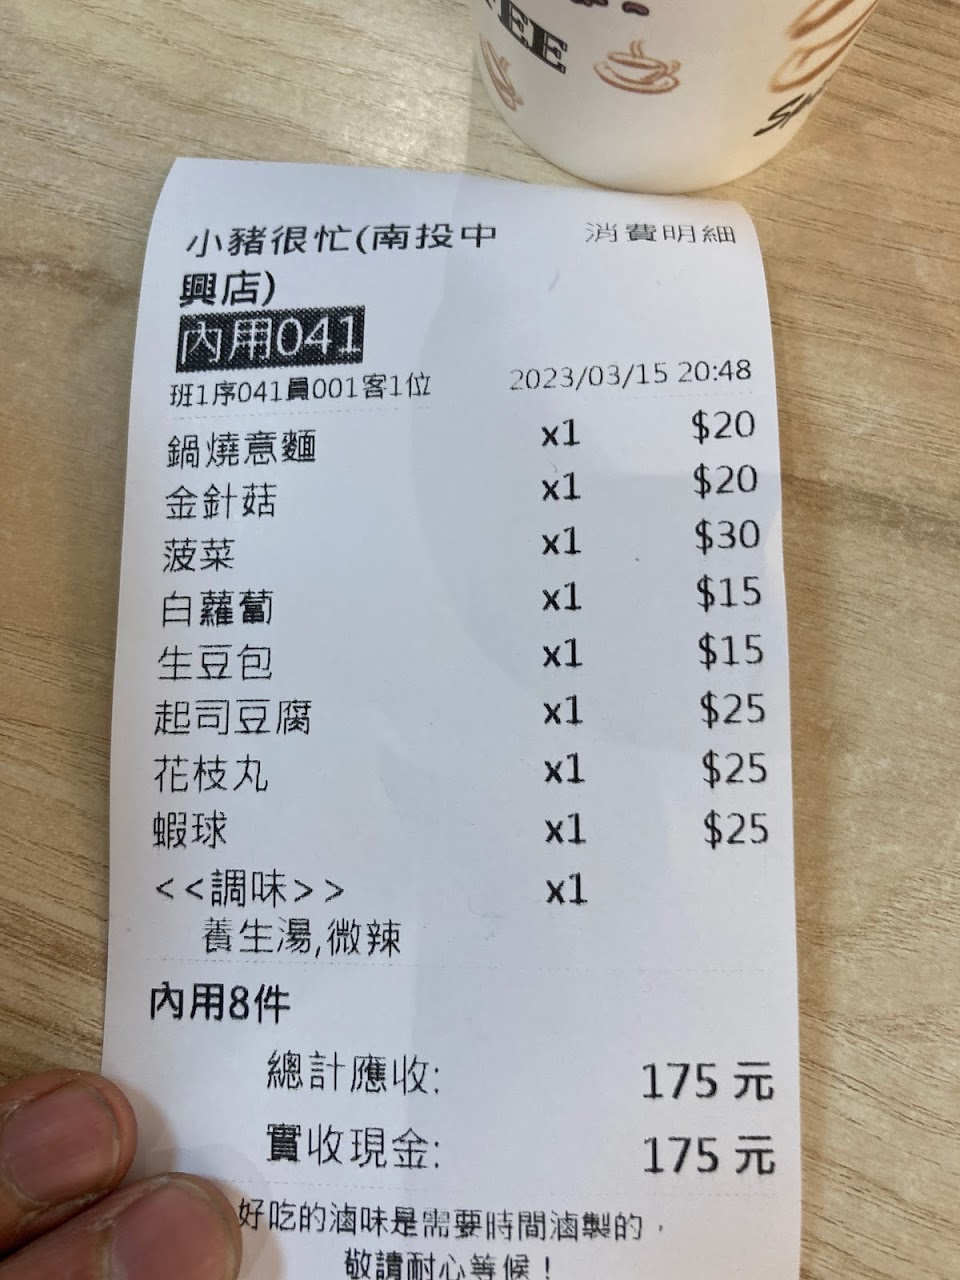 EE
小豬很忙(南投中 消費明細
興店)
內用041
班1序041員001客1位 2023/03/15 20:48
鍋燒意麵 x1 $20
金針菇 x1 $20
菠菜 x1 $30
白蘿蔔 x1 $15
生豆包 x1 $15
起司豆腐 x1 $25
花枝丸 x1 $25
蝦球 x1 $25
<<調味>> x1
養生湯,微辣
內用8件
總計應收: 175 元
實收現金: 175 元
好吃的滷味是需要時間滷製的，
敬請耐心等候！